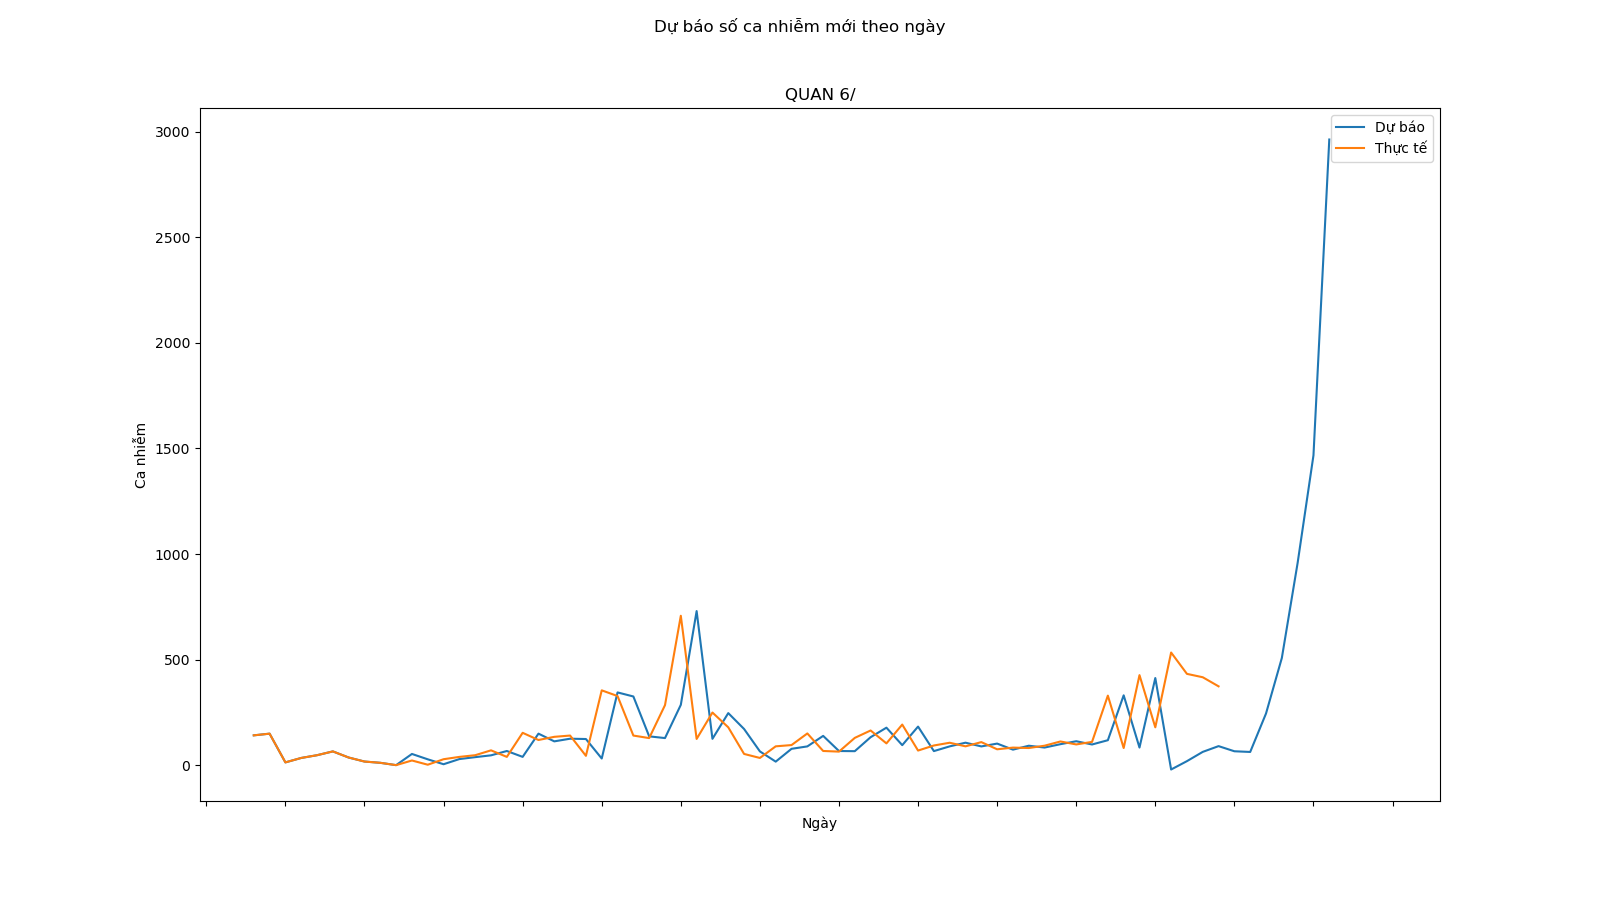 Dự báo số ca nhiễm mới theo ngày
QUAN 6/
Dự báo
Thực tế
3000
2500
2000
1500
1000
500
0
Ca nhiễm
Ngày